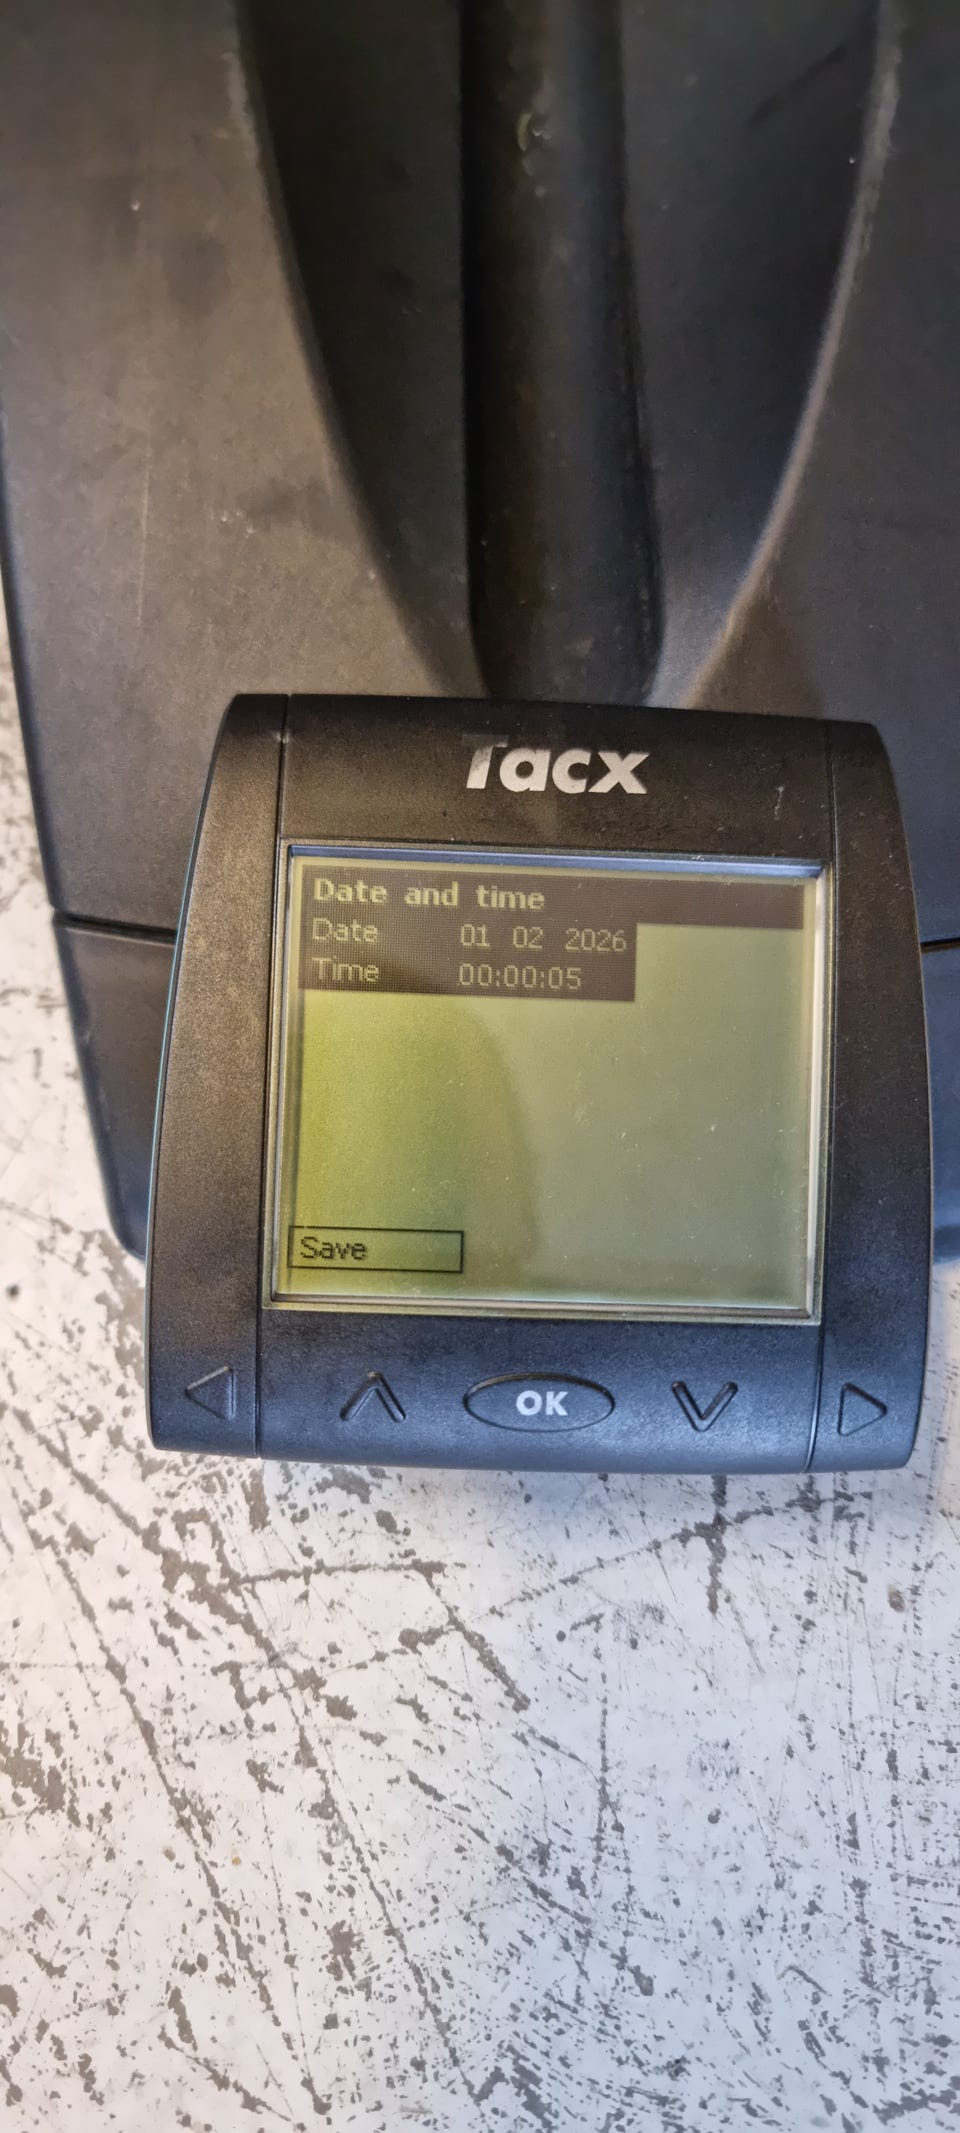 Tacx
Date and time
Date 01 02 2026
Time 00:00:05
Save
OK